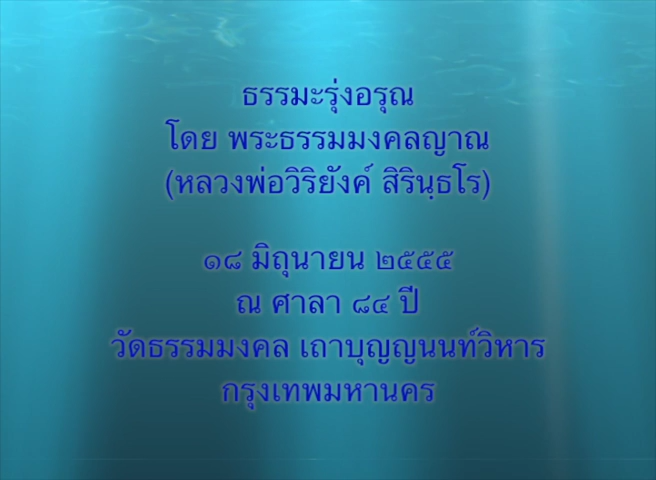 ธรรมะรุ่งอรุณ
โดย พระธรรมมงคลญาณ
(หลวงพ่อวิริยังค์ สิรินฺธโร)
๑๘ มิถุนายน ๒๕๕๕
ณ ศาลา ๘๔ ปี
วัดธรรมมงคล เถาบุญญนนท์วิหาร
กรุงเทพมหานคร